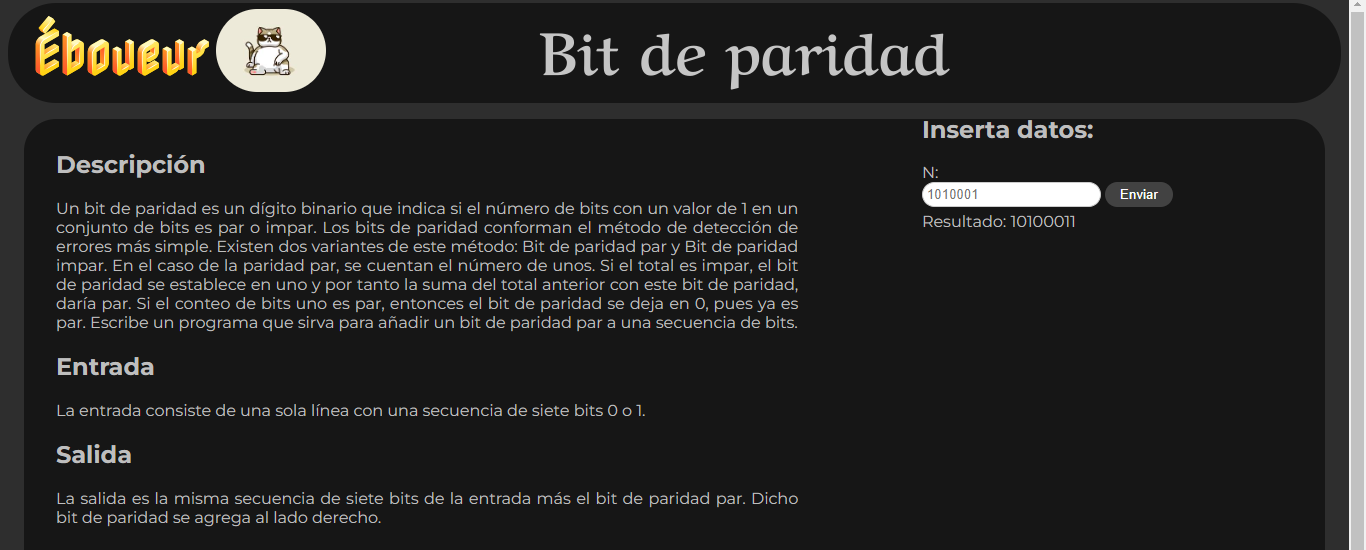 Éboueur
Bit de paridad
Descripción
Un bit de paridad es un dígito binario que indica si el número de bits con un valor de 1 en un
conjunto de bits es par o impar. Los bits de paridad conforman el método de detección de
errores más simple. Existen dos variantes de este método: Bit de paridad par y Bit de paridad
impar. En el caso de la paridad par, se cuentan el número de unos. Si el total es impar, el bit
de paridad se establece en uno y por tanto la suma del total anterior con este bit de paridad,
daría par. Si el conteo de bits uno es par, entonces el bit de paridad se deja en 0, pues ya es
par. Escribe un programa que sirva para añadir un bit de paridad par a una secuencia de bits.
Entrada
La entrada consiste de una sola línea con una secuencia de siete bits 0 o 1.
Salida
La salida es la misma secuencia de siete bits de la entrada más el bit de paridad par. Dicho
bit de paridad se agrega al lado derecho.
Inserta datos:
N:
1010001 Enviar
Resultado: 10100011